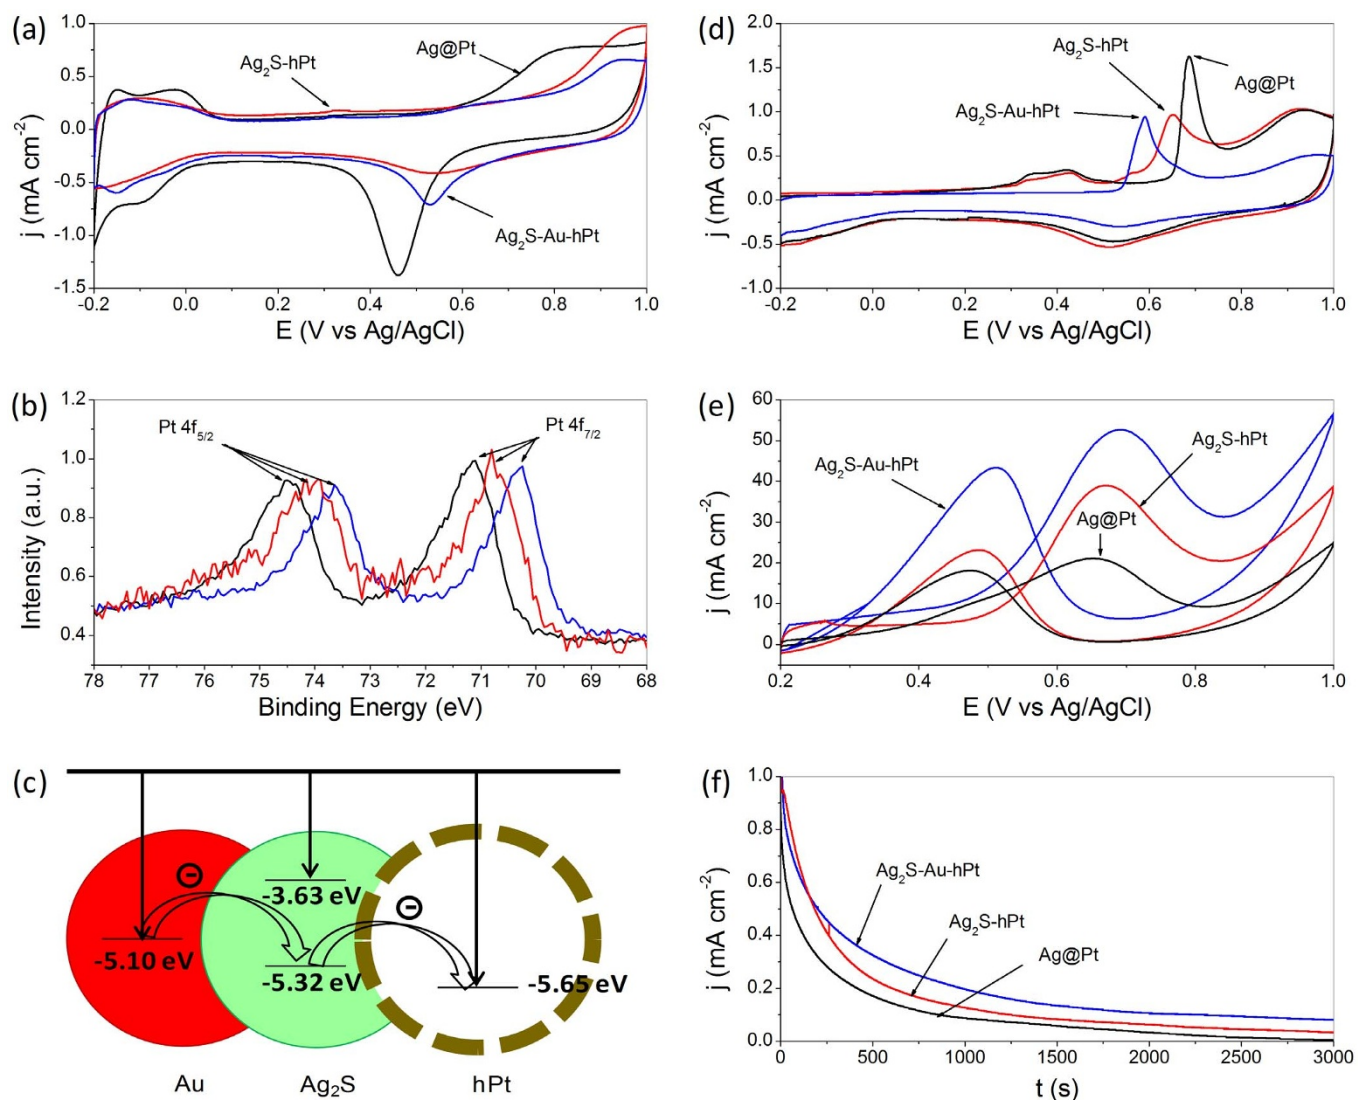 (a)
1.0
0.5
0.0
-0.5
-1.0
-1.5
j (mA cm⁻²)
Ag₂S-hPt
Ag@Pt
Ag₂S-Au-hPt
-0.2 0.0 0.2 0.4 0.6 0.8 1.0
E (V vs Ag/AgCl)
(d)
2.0
1.5
1.0
0.5
0.0
-0.5
-1.0
j (mA cm⁻²)
Ag₂S-hPt
Ag@Pt
Ag₂S-Au-hPt
-0.2 0.0 0.2 0.4 0.6 0.8 1.0
E (V vs Ag/AgCl)
(b)
1.2
1.0
0.8
0.6
0.4
Intensity (a.u.)
Pt 4f₅/₂
Pt 4f₇/₂
78 77 76 75 74 73 72 71 70 69 68
Binding Energy (eV)
(e)
60
50
40
30
20
10
0
j (mA cm⁻²)
Ag₂S-Au-hPt
Ag₂S-hPt
Ag@Pt
0.2 0.4 0.6 0.8 1.0
E (V vs Ag/AgCl)
(c)
-3.63 eV
-5.10 eV
-5.32 eV
-5.65 eV
Au Ag₂S hPt
(f)
1.0
0.8
0.6
0.4
0.2
0.0
j (mA cm⁻²)
Ag₂S-Au-hPt
Ag₂S-hPt
Ag@Pt
0 500 1000 1500 2000 2500 3000
t (s)